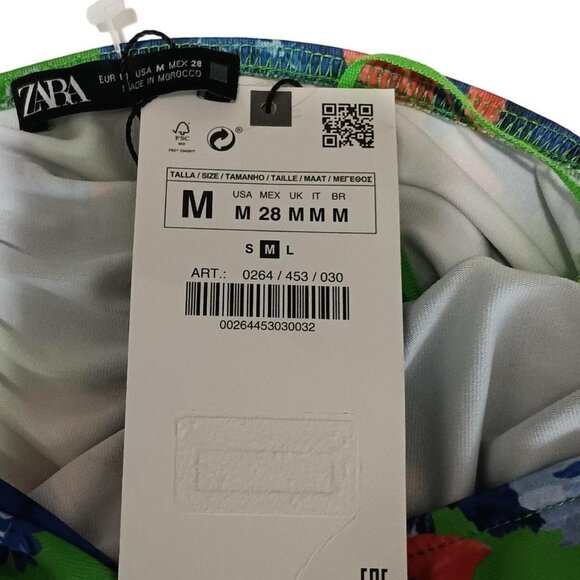 ZARA
EUR M USA M MEX 28
MADE IN MOROCCO
FSC
MIX
TALLA / SIZE / TAMANHO / TAILLE / MAAT / ΜΕΓΕΘΟΣ
M
USA MEX UK IT BR
M 28 M M M
S M L
ART.: 0264 / 453 / 030
00264453030032